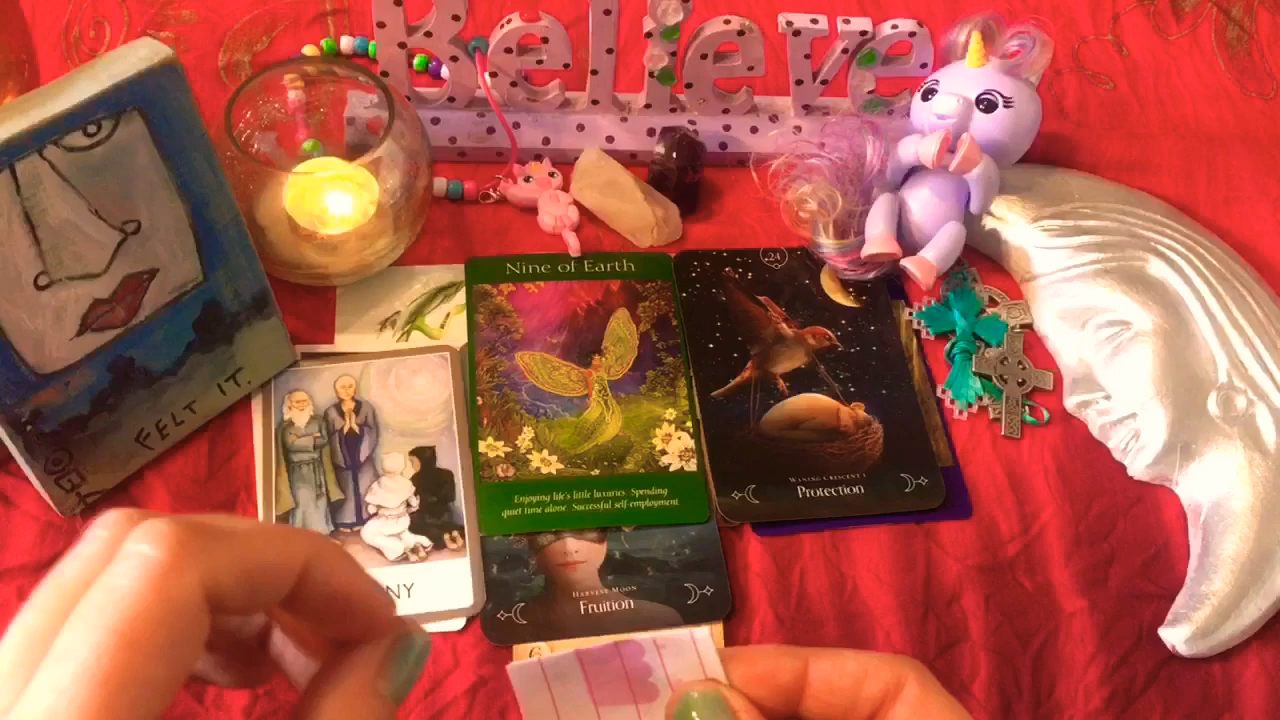 Believe
FELT IT.
Nine of Earth
Enjoying life's little luxuries. Spending
quiet time alone. Successful self-employment.
24
WANING CRESCENT
Protection
NY
HARVEST MOON
Fruition
6